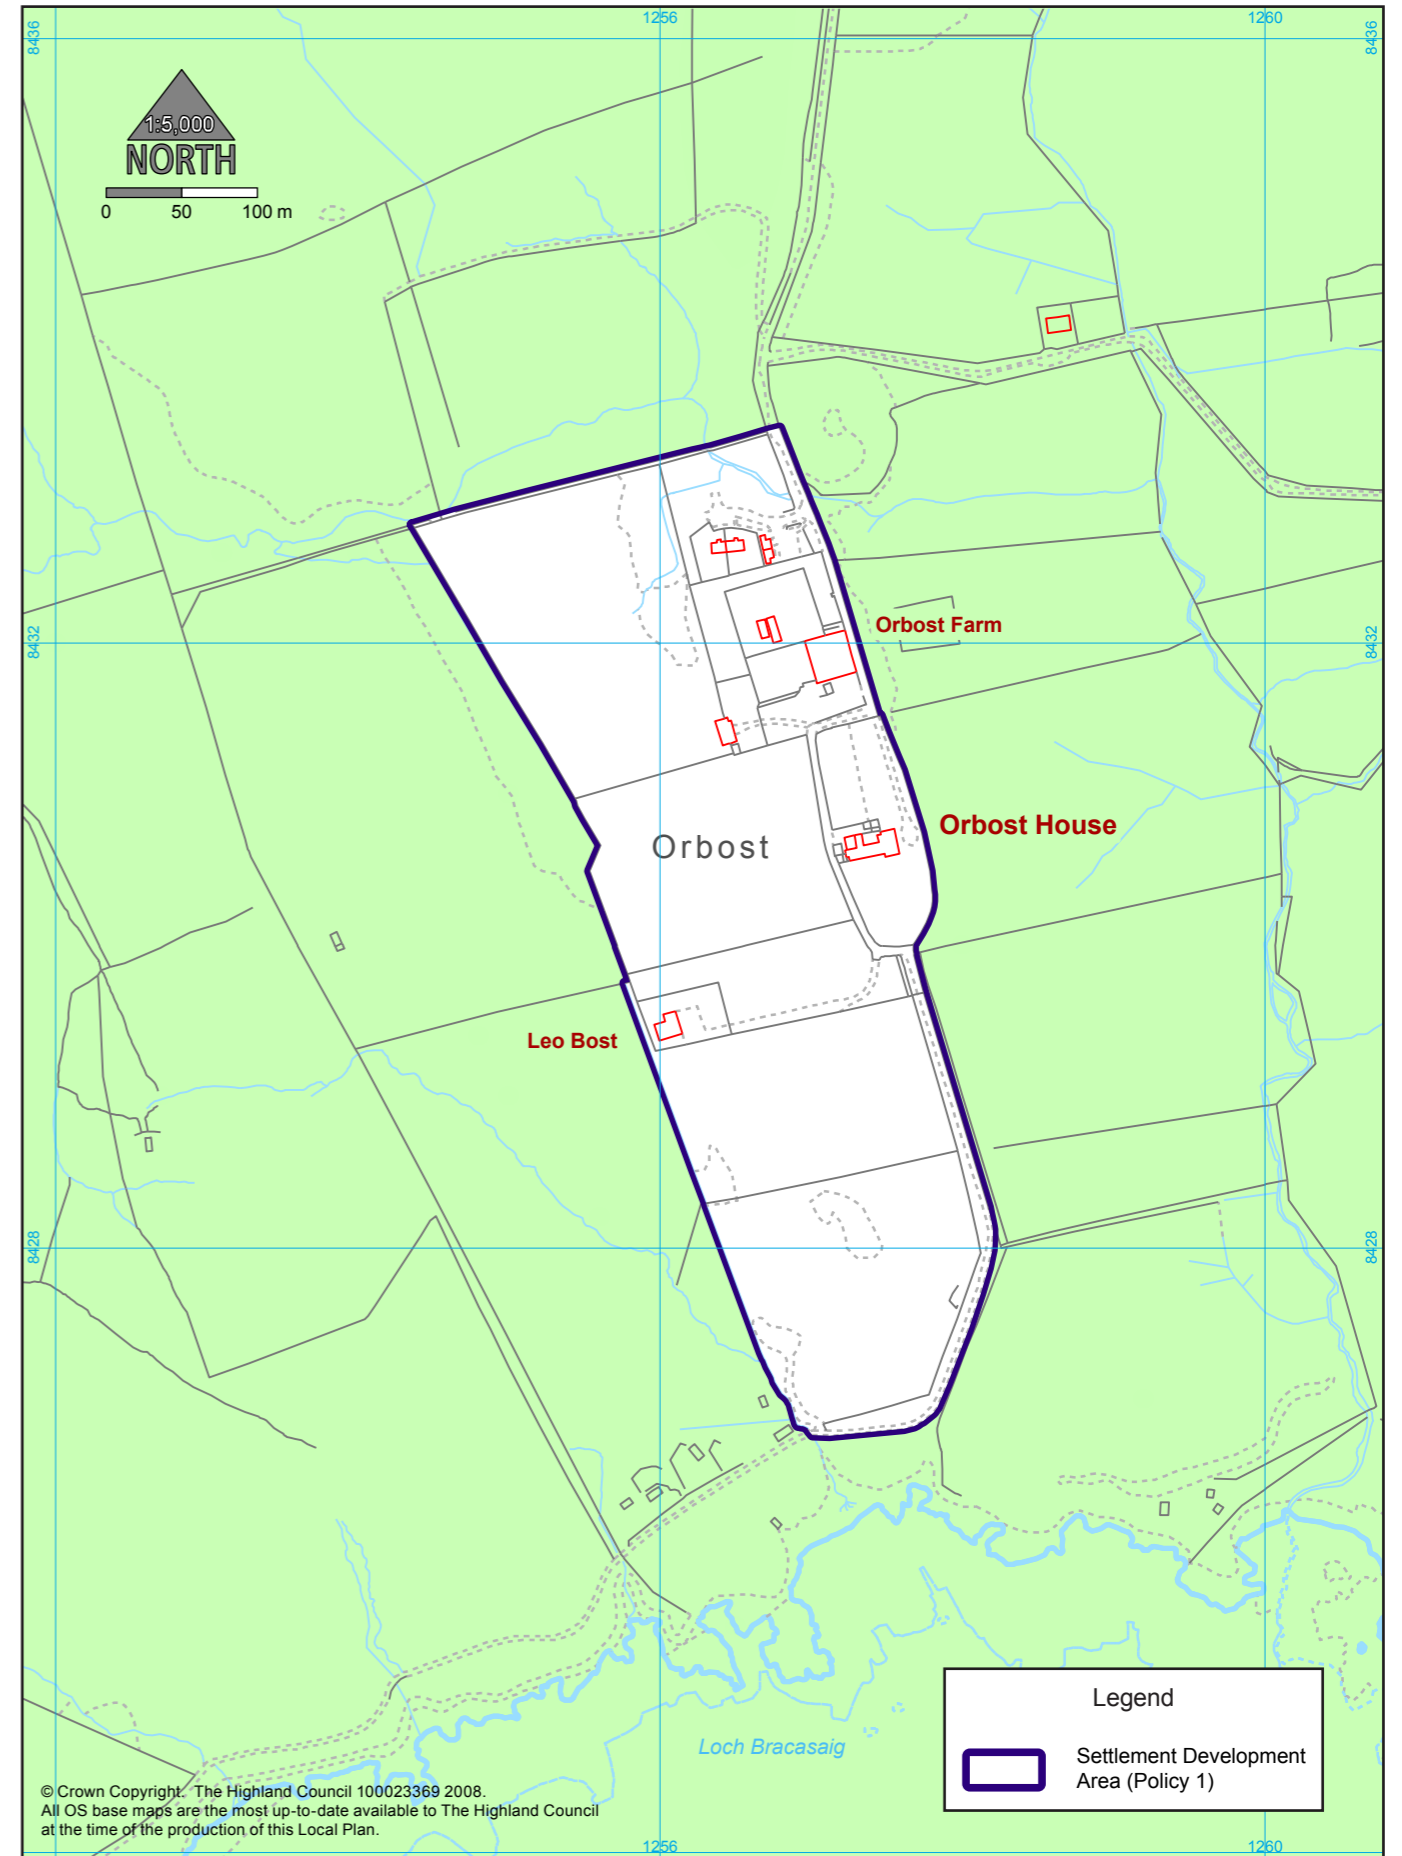 1256
1260
8436
8436
1:5,000
NORTH
0 50 100 m
Orbost Farm
8432
8432
Orbost House
Orbost
Leo Bost
8428
8428
Legend
Settlement Development
Area (Policy 1)
Loch Bracasaig
© Crown Copyright. The Highland Council 100023369 2008.
All OS base maps are the most up-to-date available to The Highland Council
at the time of the production of this Local Plan.
1256
1260